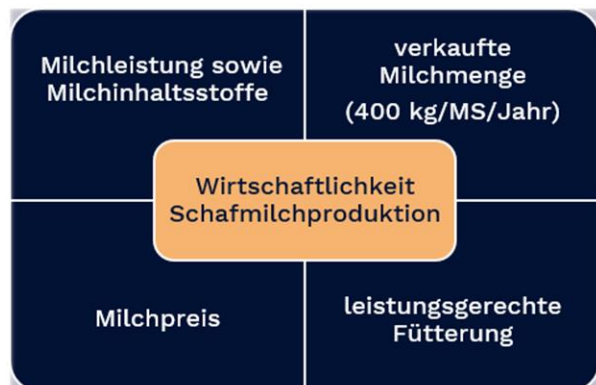 Milchleistung sowie
Milchinhaltsstoffe
verkaufte
Milchmenge
(400 kg/MS/Jahr)
Wirtschaftlichkeit
Schafmilchproduktion
Milchpreis
leistungsgerechte
Fütterung